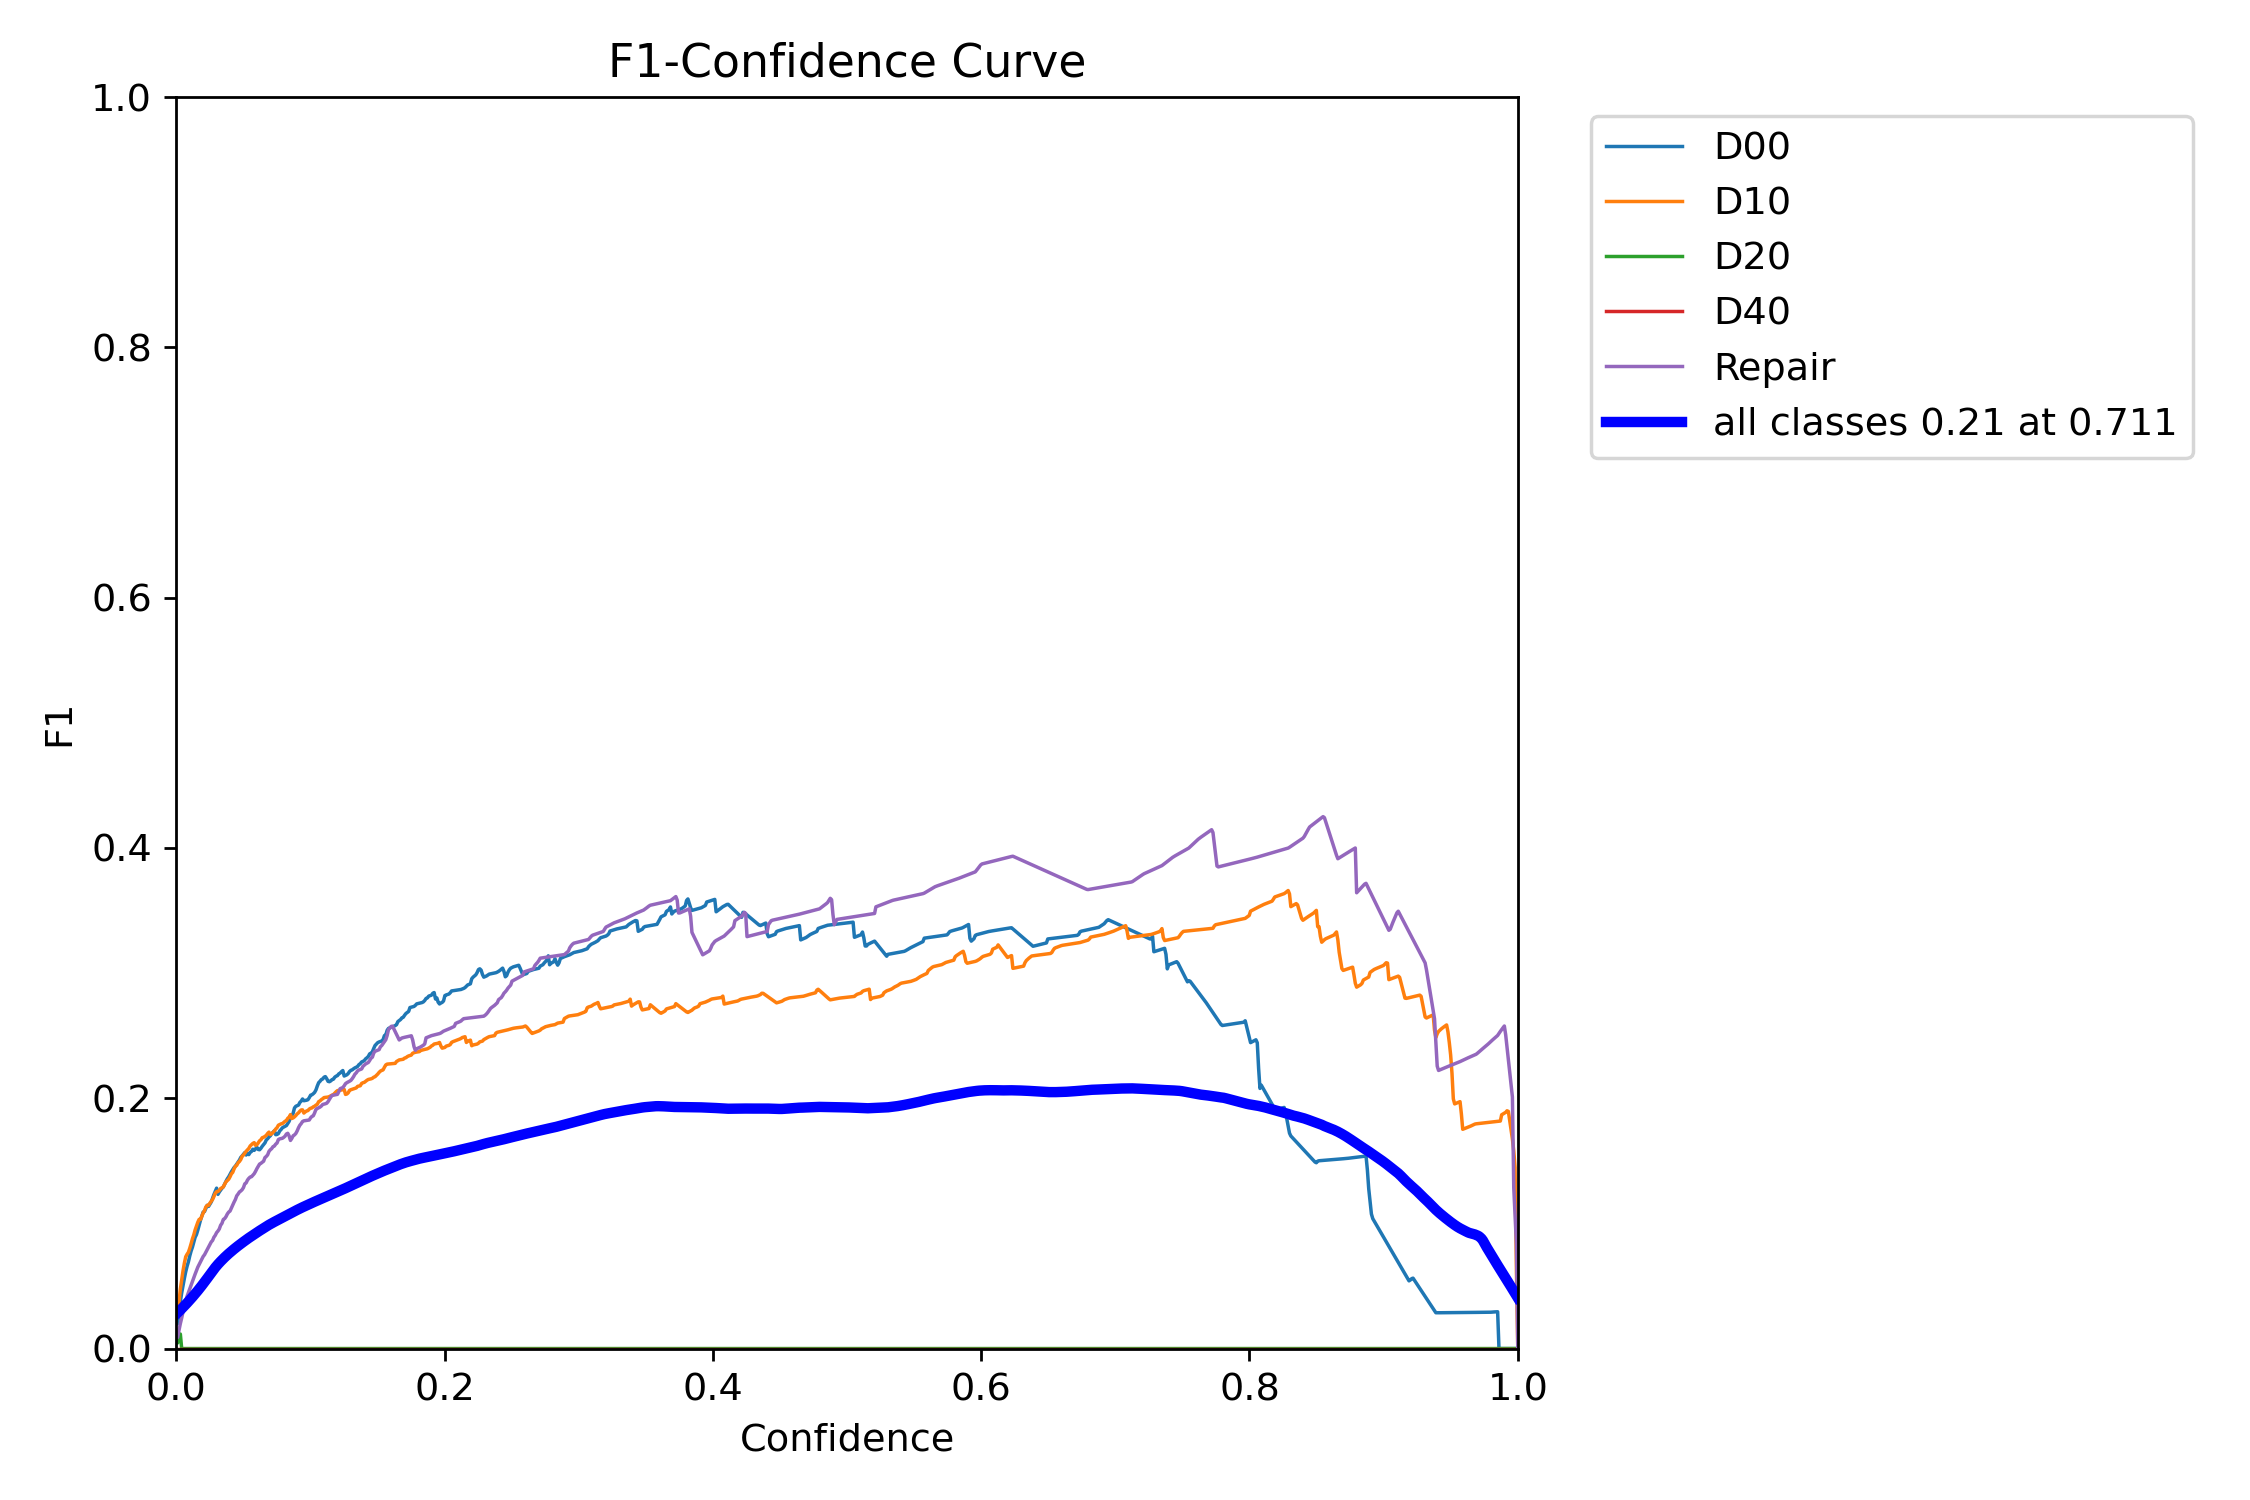 F1-Confidence Curve
1.0
0.8
0.6
0.4
0.2
0.0
F1
0.0 0.2 0.4 0.6 0.8 1.0
Confidence
D00
D10
D20
D40
Repair
all classes 0.21 at 0.711